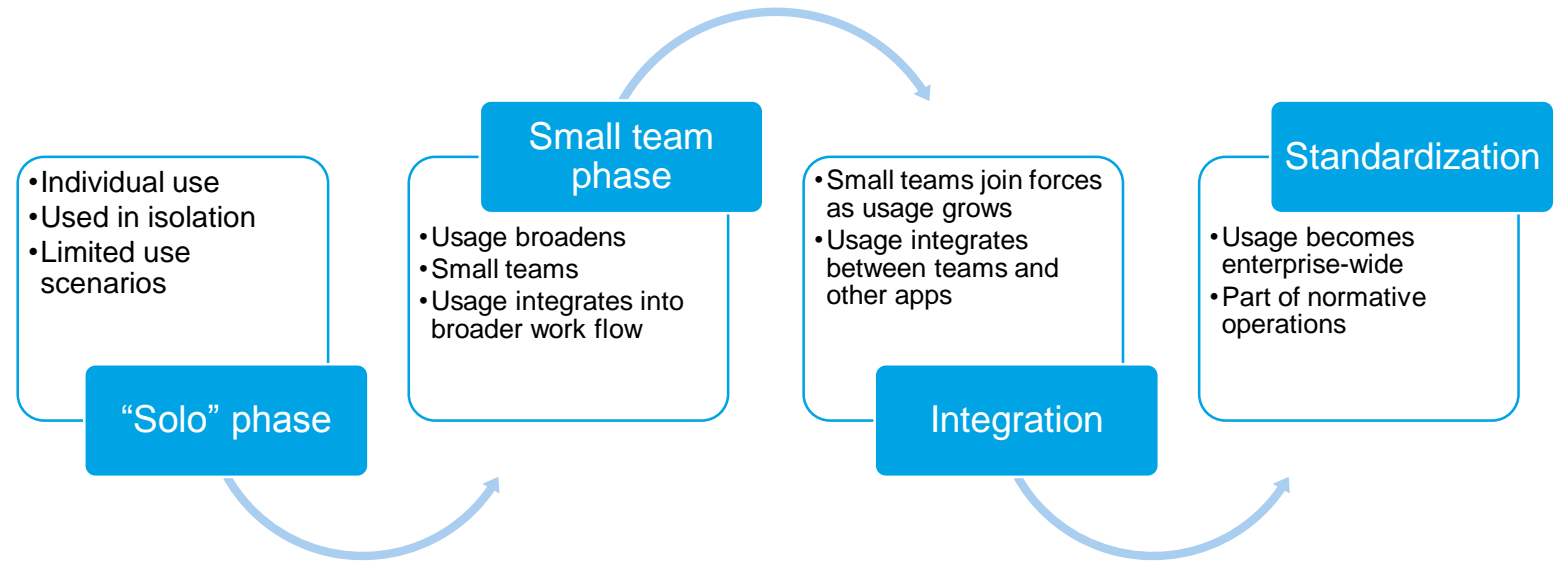 •Individual use
•Used in isolation
•Limited use
scenarios
“Solo” phase
Small team
phase
•Usage broadens
•Small teams
•Usage integrates into
broader work flow
•Small teams join forces
as usage grows
•Usage integrates
between teams and
other apps
Integration
Standardization
•Usage becomes
enterprise-wide
•Part of normative
operations